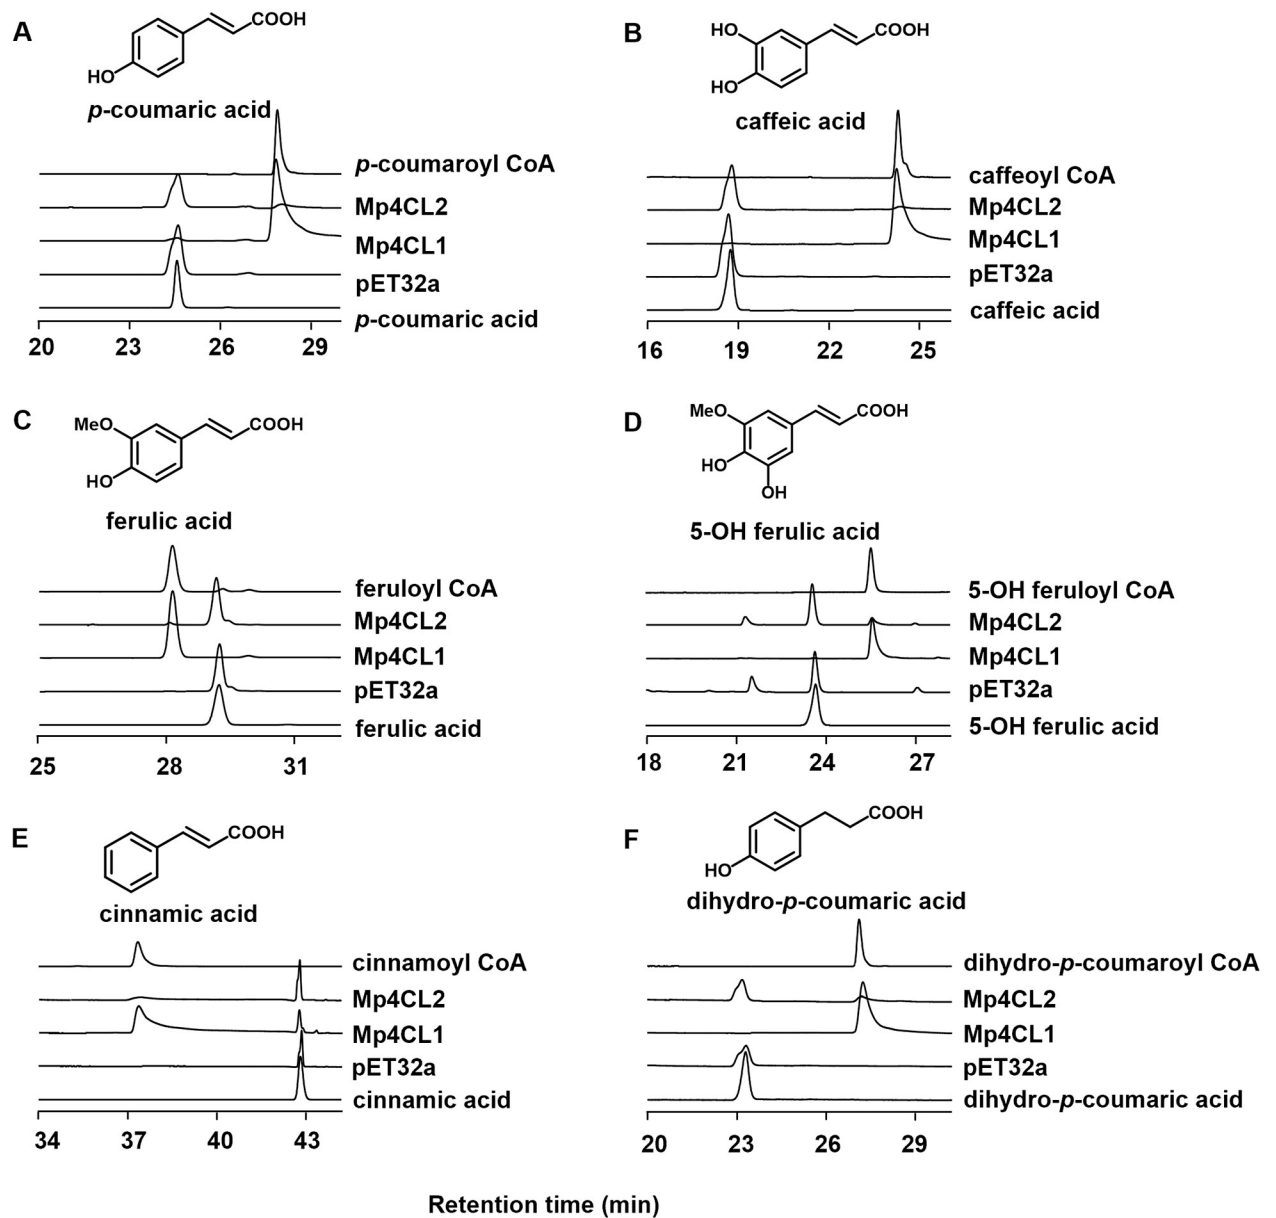 A
COOH
HO
p-coumaric acid
p-coumaroyl CoA
Mp4CL2
Mp4CL1
pET32a
p-coumaric acid
20 23 26 29
B
HO
COOH
HO
caffeic acid
caffeoyl CoA
Mp4CL2
Mp4CL1
pET32a
caffeic acid
16 19 22 25
C
MeO
COOH
HO
ferulic acid
feruloyl CoA
Mp4CL2
Mp4CL1
pET32a
ferulic acid
25 28 31
D
MeO
COOH
HO
OH
5-OH ferulic acid
5-OH feruloyl CoA
Mp4CL2
Mp4CL1
pET32a
5-OH ferulic acid
18 21 24 27
E
COOH
cinnamic acid
cinnamoyl CoA
Mp4CL2
Mp4CL1
pET32a
cinnamic acid
34 37 40 43
F
COOH
HO
dihydro-p-coumaric acid
dihydro-p-coumaroyl CoA
Mp4CL2
Mp4CL1
pET32a
dihydro-p-coumaric acid
20 23 26 29
Retention time (min)